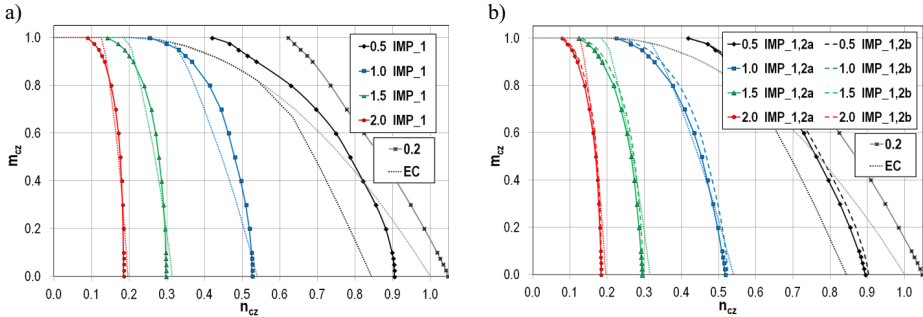 a)
m_cz
1.0
0.8
0.6
0.4
0.2
0.0
0.5 IMP_1
1.0 IMP_1
1.5 IMP_1
2.0 IMP_1
0.2
EC
0.0 0.1 0.2 0.3 0.4 0.5 0.6 0.7 0.8 0.9 1.0
n_cz
b)
m_cz
1.0
0.8
0.6
0.4
0.2
0.0
0.5 IMP_1,2a 0.5 IMP_1,2b
1.0 IMP_1,2a 1.0 IMP_1,2b
1.5 IMP_1,2a 1.5 IMP_1,2b
2.0 IMP_1,2a 2.0 IMP_1,2b
0.2
EC
0.0 0.1 0.2 0.3 0.4 0.5 0.6 0.7 0.8 0.9 1.0
n_cz